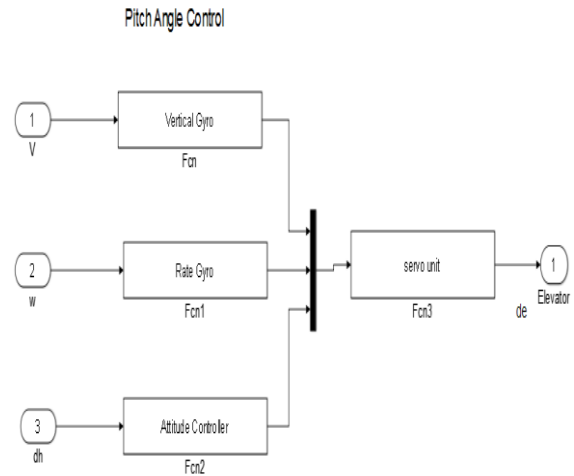 Pitch Angle Control
1
V
Vertical Gyro
Fcn
2
w
Rate Gyro
Fcn1
servo unit
Fcn3
de
1
Elevator
3
dh
Attitude Controller
Fcn2